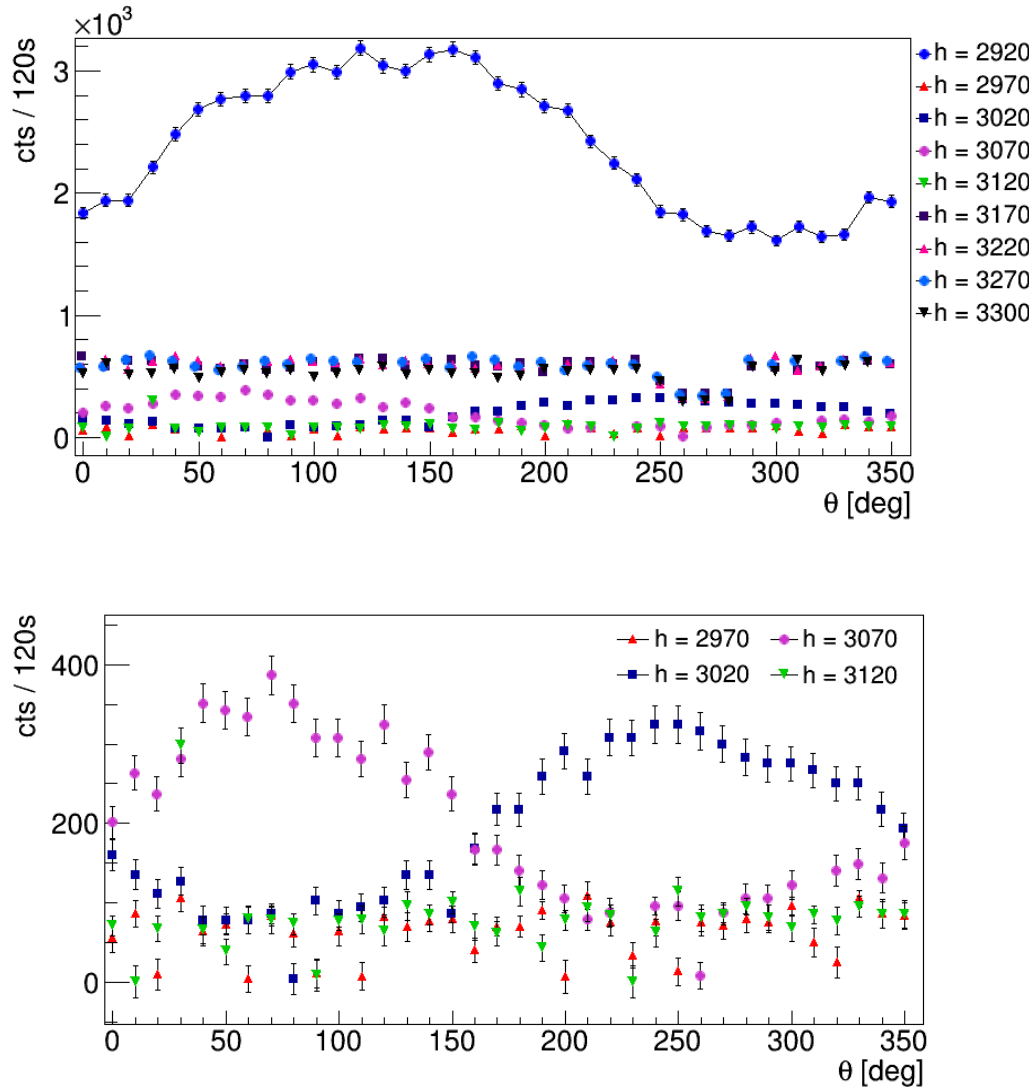 ×10³
cts / 120s
3
2
1
0
0 50 100 150 200 250 300 350
θ [deg]
h = 2920
h = 2970
h = 3020
h = 3070
h = 3120
h = 3170
h = 3220
h = 3270
h = 3300
cts / 120s
400
200
0
0 50 100 150 200 250 300 350
θ [deg]
h = 2970 h = 3070
h = 3020 h = 3120